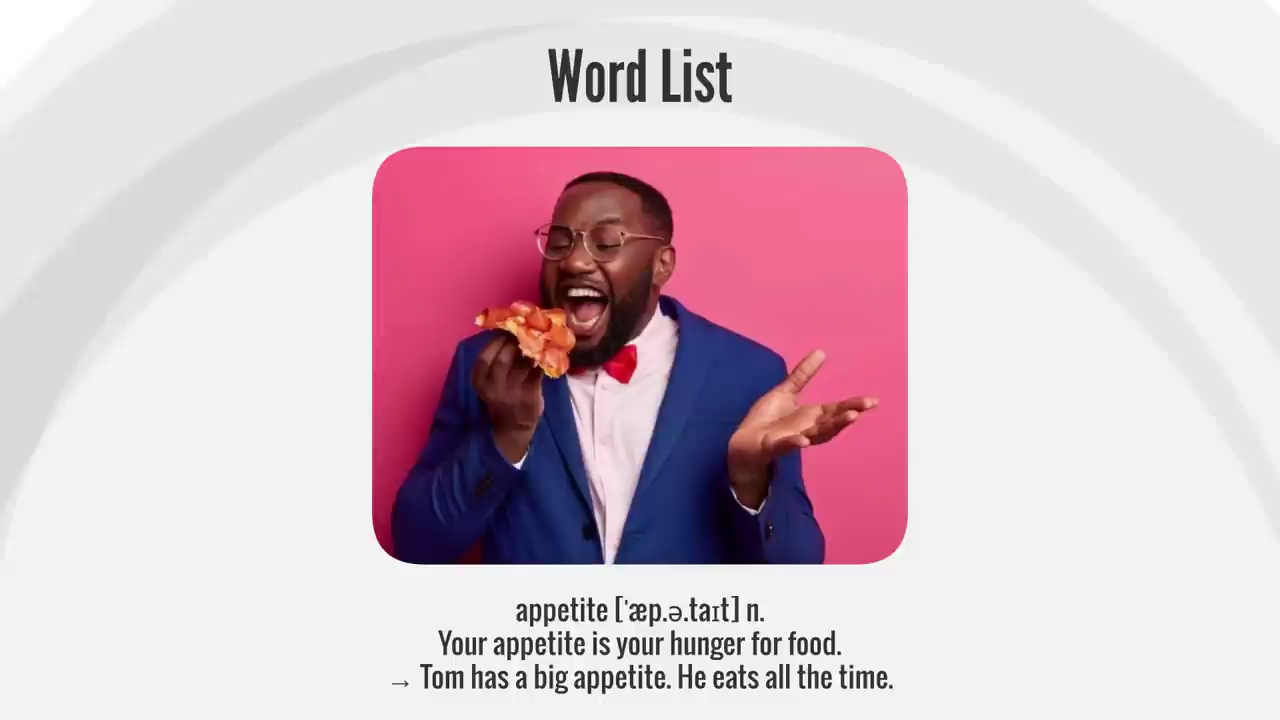 Word List
appetite [ˈæp.ə.taɪt] n.
Your appetite is your hunger for food.
→ Tom has a big appetite. He eats all the time.